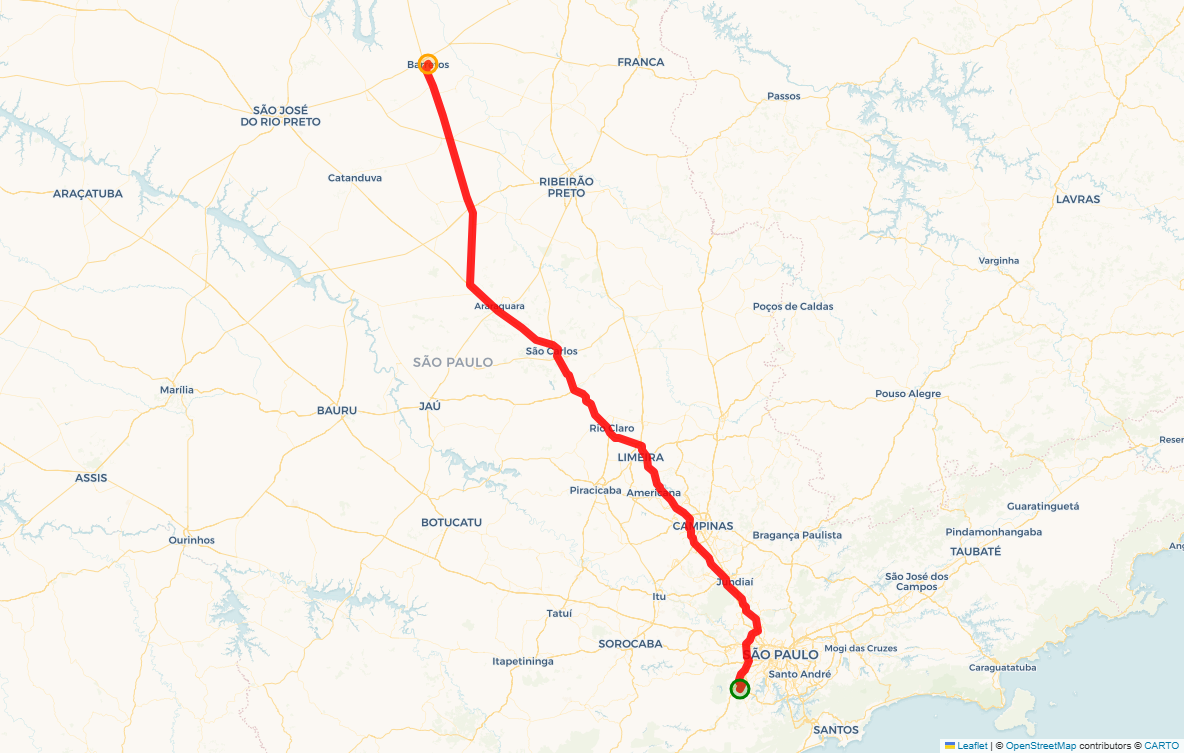 Barretos
FRANCA
Passos
SÃO JOSÉ
DO RIO PRETO
Catanduva
RIBEIRÃO
PRETO
ARAÇATUBA
LAVRAS
Varginha
Araraquara
Poços de Caldas
São Carlos
SÃO PAULO
Marília
Pouso Alegre
JAÚ
BAURU
Rio Claro
Resen
LIMEIRA
ASSIS
Piracicaba
Americana
Guaratinguetá
BOTUCATU
CAMPINAS
Bragança Paulista
Pindamonhangaba
Ourinhos
Ang
TAUBATÉ
Jundiaí
São José dos
Campos
Itu
Tatuí
SOROCABA
SÃO PAULO
Mogi das Cruzes
Itapetininga
Caraguatatuba
Santo André
SANTOS
Leaflet | © OpenStreetMap contributors © CARTO